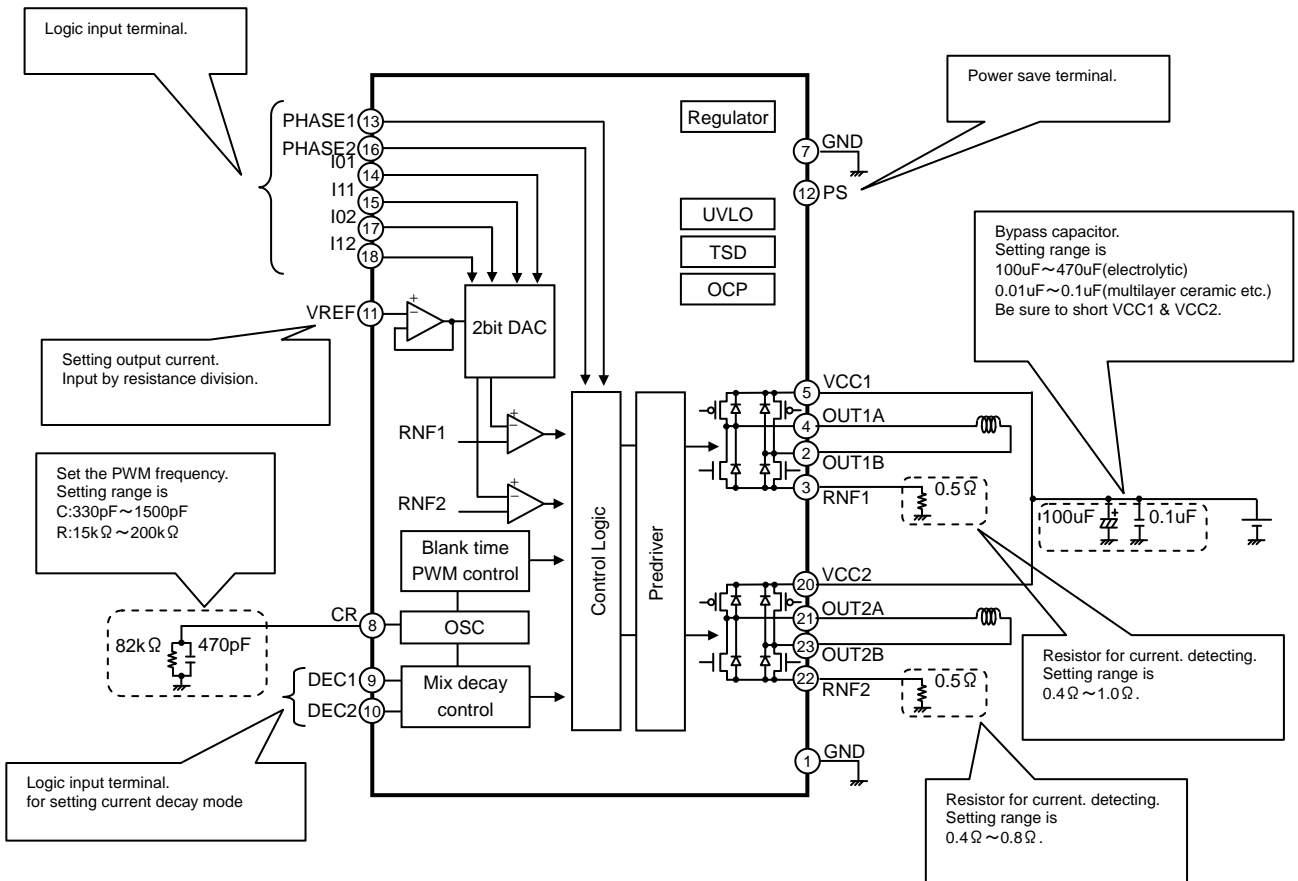 Logic input terminal.
Power save terminal.
PHASE1 13
PHASE2 16
I01 14
I11 15
I02 17
I12 18
VREF 11
Regulator
UVLO
TSD
OCP
7 GND
12 PS
Bypass capacitor.
Setting range is
100uF～470uF(electrolytic)
0.01uF～0.1uF(multilayer ceramic etc.)
Be sure to short VCC1 & VCC2.
+
-
2bit DAC
Setting output current.
Input by resistance division.
RNF1
+
-
RNF2
+
-
Control Logic
Predriver
5 VCC1
4 OUT1A
2 OUT1B
3 RNF1
0.5Ω
100uF
+
0.1uF
Set the PWM frequency.
Setting range is
C:330pF～1500pF
R:15kΩ～200kΩ
Blank time
PWM control
OSC
Mix decay
control
CR 8
82kΩ
470pF
DEC1 9
DEC2 10
20 VCC2
21 OUT2A
23 OUT2B
22 RNF2
0.5Ω
1 GND
Resistor for current. detecting.
Setting range is
0.4Ω～1.0Ω.
Logic input terminal.
for setting current decay mode
Resistor for current. detecting.
Setting range is
0.4Ω～0.8Ω.